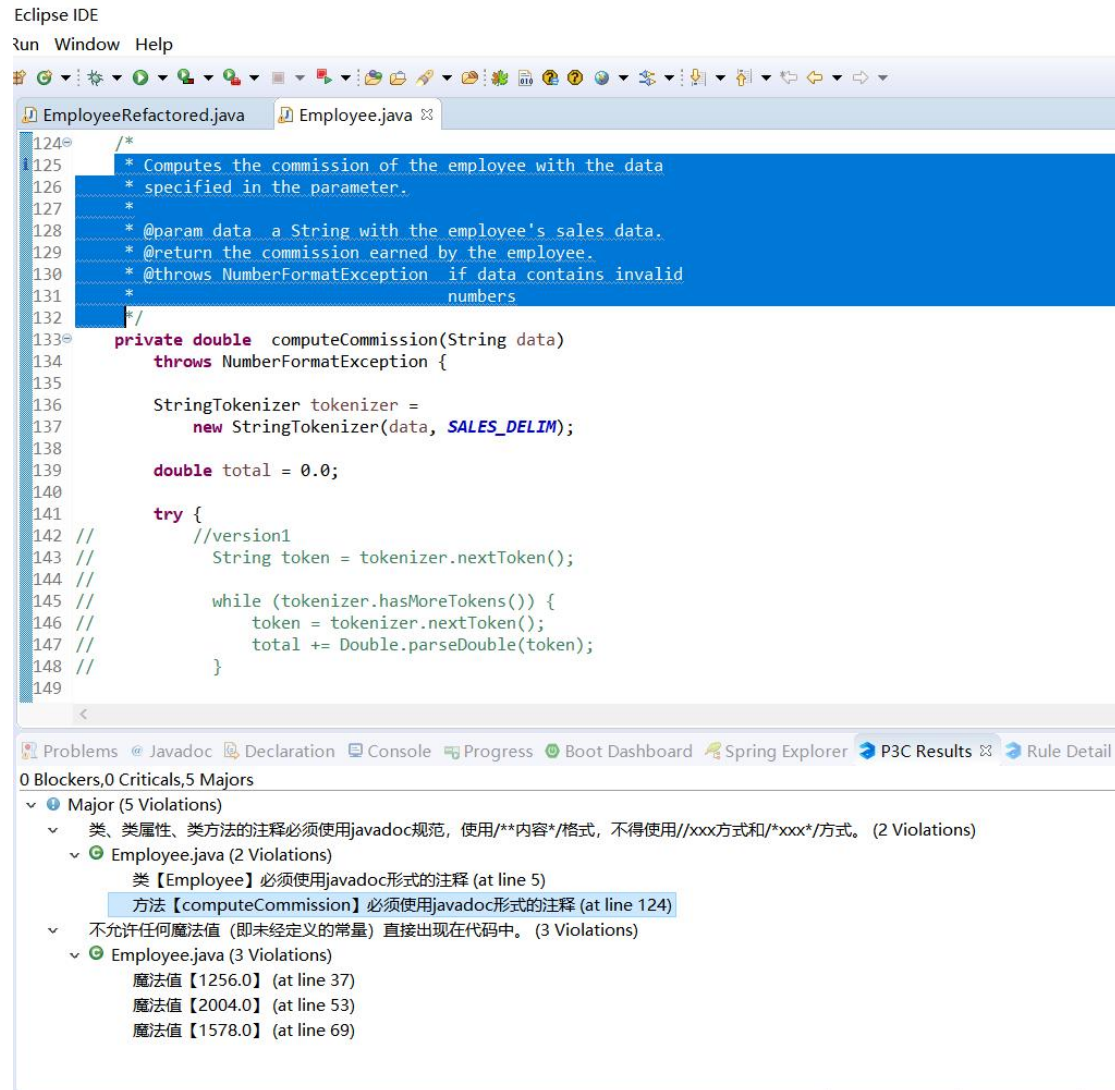 Eclipse IDE
Run Window Help
EmployeeRefactored.java Employee.java
124 /*
125 * Computes the commission of the employee with the data
126 * specified in the parameter.
127 *
128 * @param data  a String with the employee's sales data.
129 * @return the commission earned by the employee.
130 * @throws NumberFormatException  if data contains invalid
131 * numbers
132 */
133 private double  computeCommission(String data)
134 throws NumberFormatException {
135
136 StringTokenizer tokenizer =
137 new StringTokenizer(data, SALES_DELIM);
138
139 double total = 0.0;
140
141 try {
142 // //version1
143 // String token = tokenizer.nextToken();
144 //
145 // while (tokenizer.hasMoreTokens()) {
146 // token = tokenizer.nextToken();
147 // total += Double.parseDouble(token);
148 // }
149
Problems @ Javadoc Declaration Console Progress Boot Dashboard Spring Explorer P3C Results Rule Detail
0 Blockers,0 Criticals,5 Majors
Major (5 Violations)
类、类属性、类方法的注释必须使用javadoc规范，使用/**内容*/格式，不得使用//xxx方式和/*xxx*/方式。 (2 Violations)
Employee.java (2 Violations)
类【Employee】必须使用javadoc形式的注释 (at line 5)
方法【computeCommission】必须使用javadoc形式的注释 (at line 124)
不允许任何魔法值（即未经定义的常量）直接出现在代码中。 (3 Violations)
Employee.java (3 Violations)
魔法值【1256.0】 (at line 37)
魔法值【2004.0】 (at line 53)
魔法值【1578.0】 (at line 69)